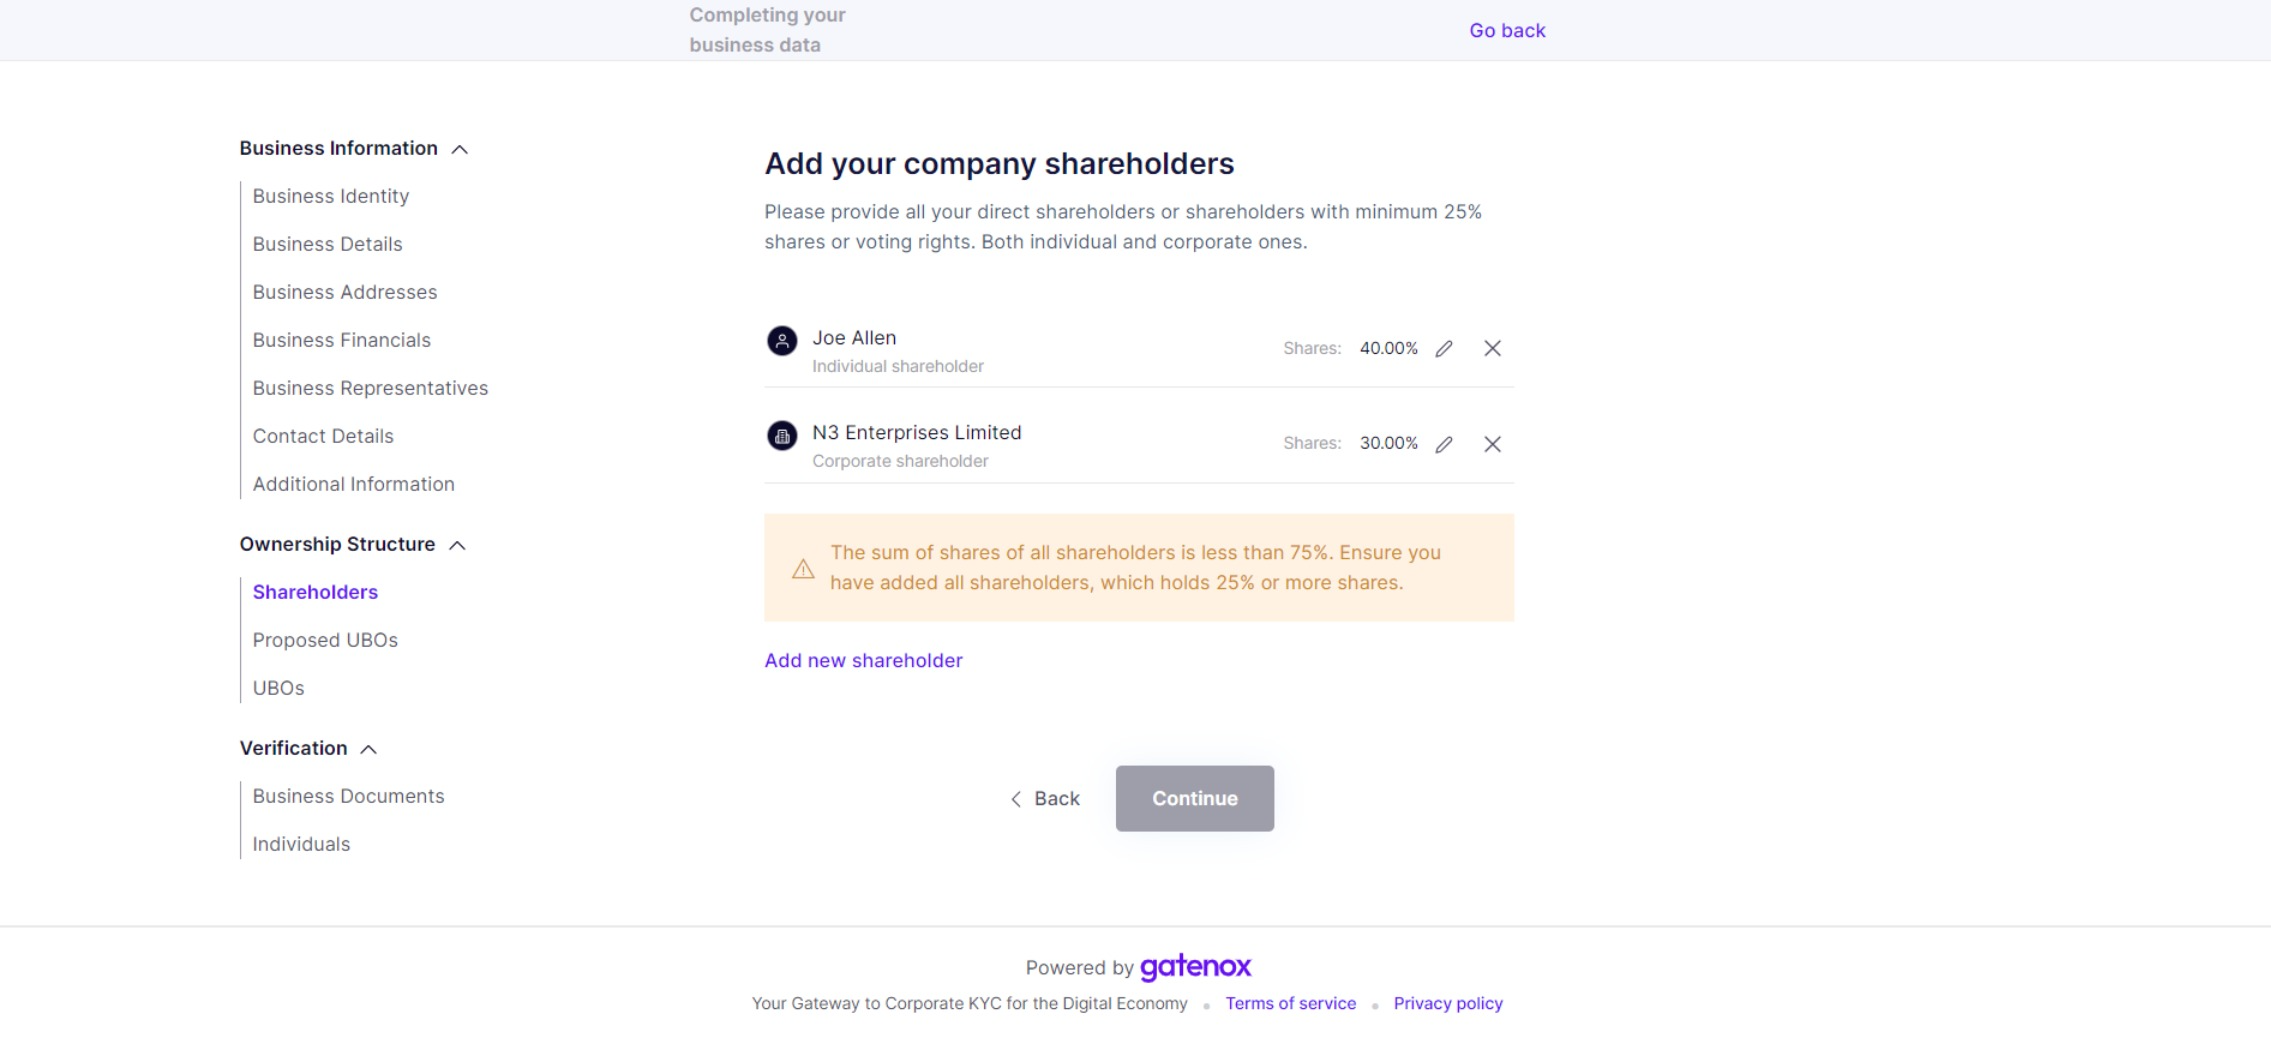 Completing your
business data
Go back
Business Information
Business Identity
Business Details
Business Addresses
Business Financials
Business Representatives
Contact Details
Additional Information
Ownership Structure
Shareholders
Proposed UBOs
UBOs
Verification
Business Documents
Individuals
Add your company shareholders
Please provide all your direct shareholders or shareholders with minimum 25%
shares or voting rights. Both individual and corporate ones.
Joe Allen
Individual shareholder
Shares: 40.00%
N3 Enterprises Limited
Corporate shareholder
Shares: 30.00%
The sum of shares of all shareholders is less than 75%. Ensure you
have added all shareholders, which holds 25% or more shares.
Add new shareholder
Back
Continue
Powered by gatenox
Your Gateway to Corporate KYC for the Digital Economy • Terms of service • Privacy policy